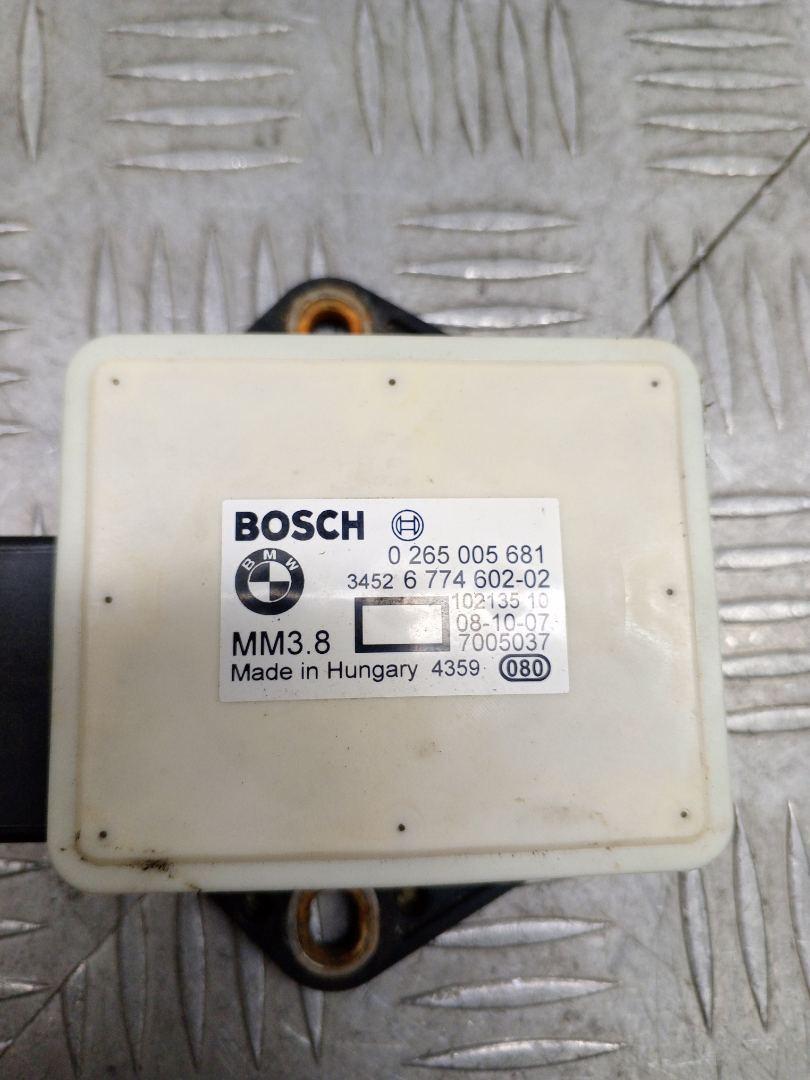 BOSCH
BMW
0 265 005 681
3452 6 774 602-02
102135 10
08-10-07
7005037
MM3.8
Made in Hungary 4359 080